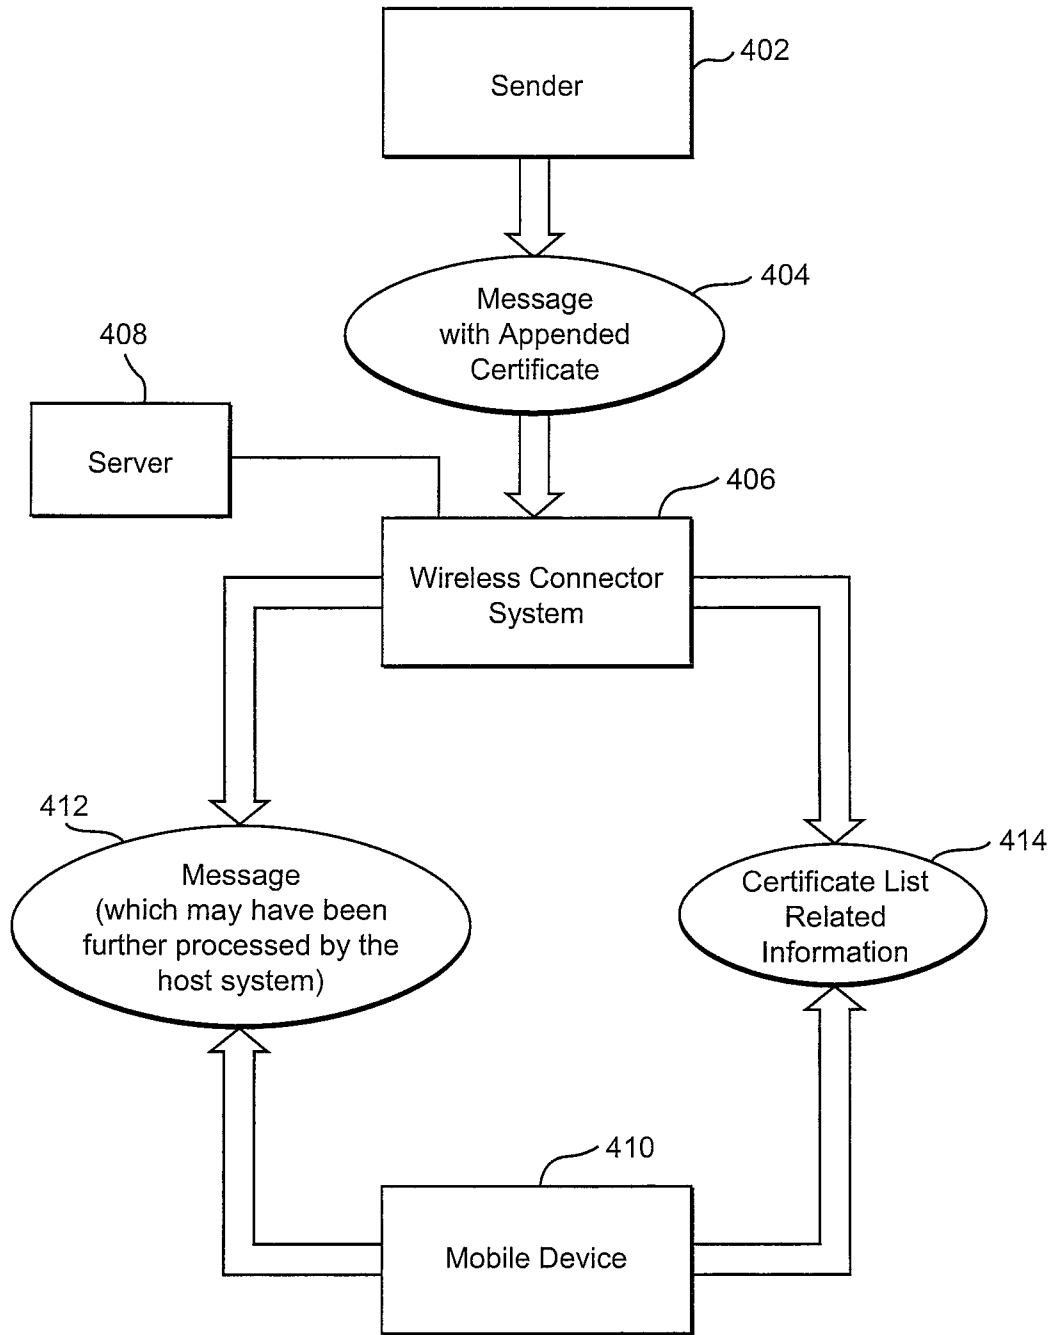 402
Sender
404
Message
with Appended
Certificate
408
Server
406
Wireless Connector
System
412
Message
(which may have been
further processed by the
host system)
414
Certificate List
Related
Information
410
Mobile Device